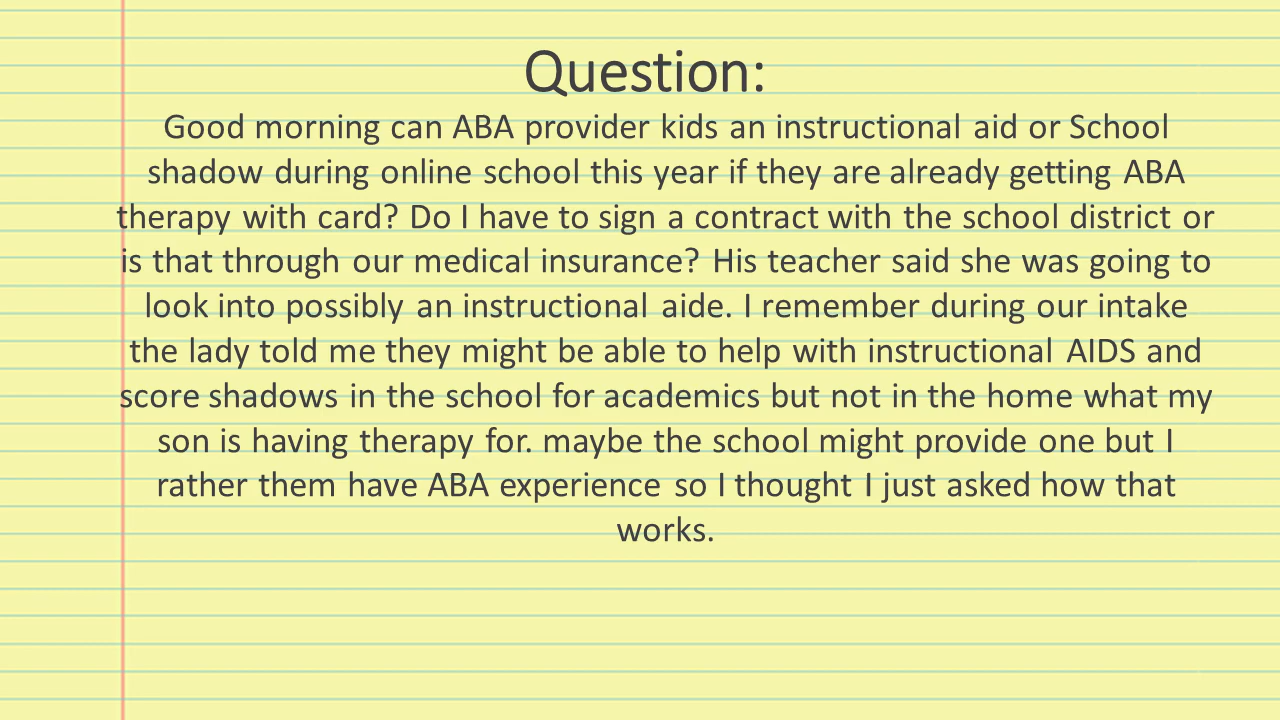 Question:
Good morning can ABA provider kids an instructional aid or School
shadow during online school this year if they are already getting ABA
therapy with card? Do I have to sign a contract with the school district or
is that through our medical insurance? His teacher said she was going to
look into possibly an instructional aide. I remember during our intake
the lady told me they might be able to help with instructional AIDS and
score shadows in the school for academics but not in the home what my
son is having therapy for. maybe the school might provide one but I
rather them have ABA experience so I thought I just asked how that
works.